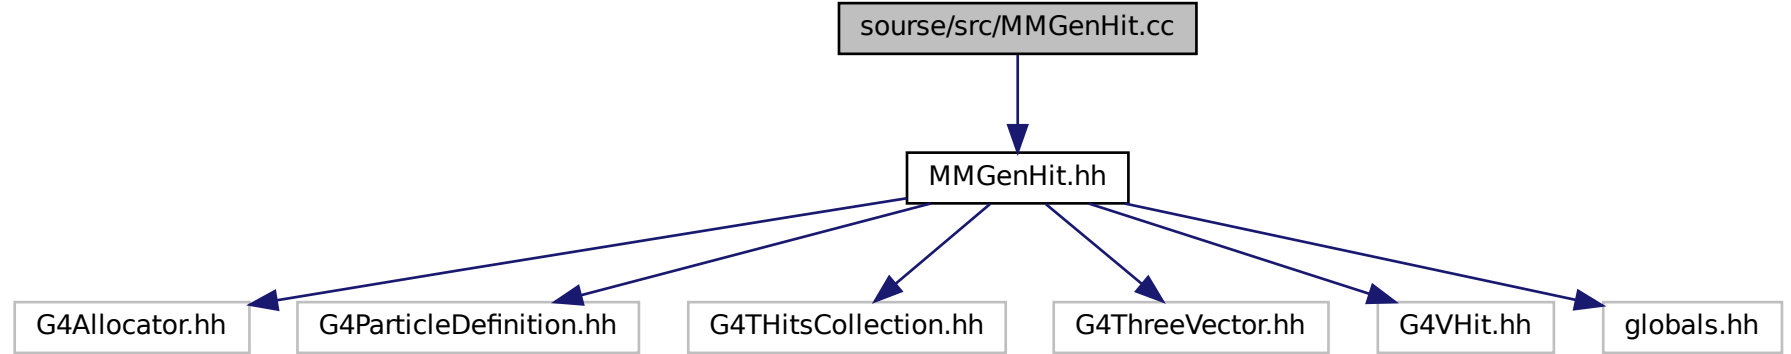 sourse/src/MMGenHit.cc
MMGenHit.hh
G4Allocator.hh
G4ParticleDefinition.hh
G4THitsCollection.hh
G4ThreeVector.hh
G4VHit.hh
globals.hh